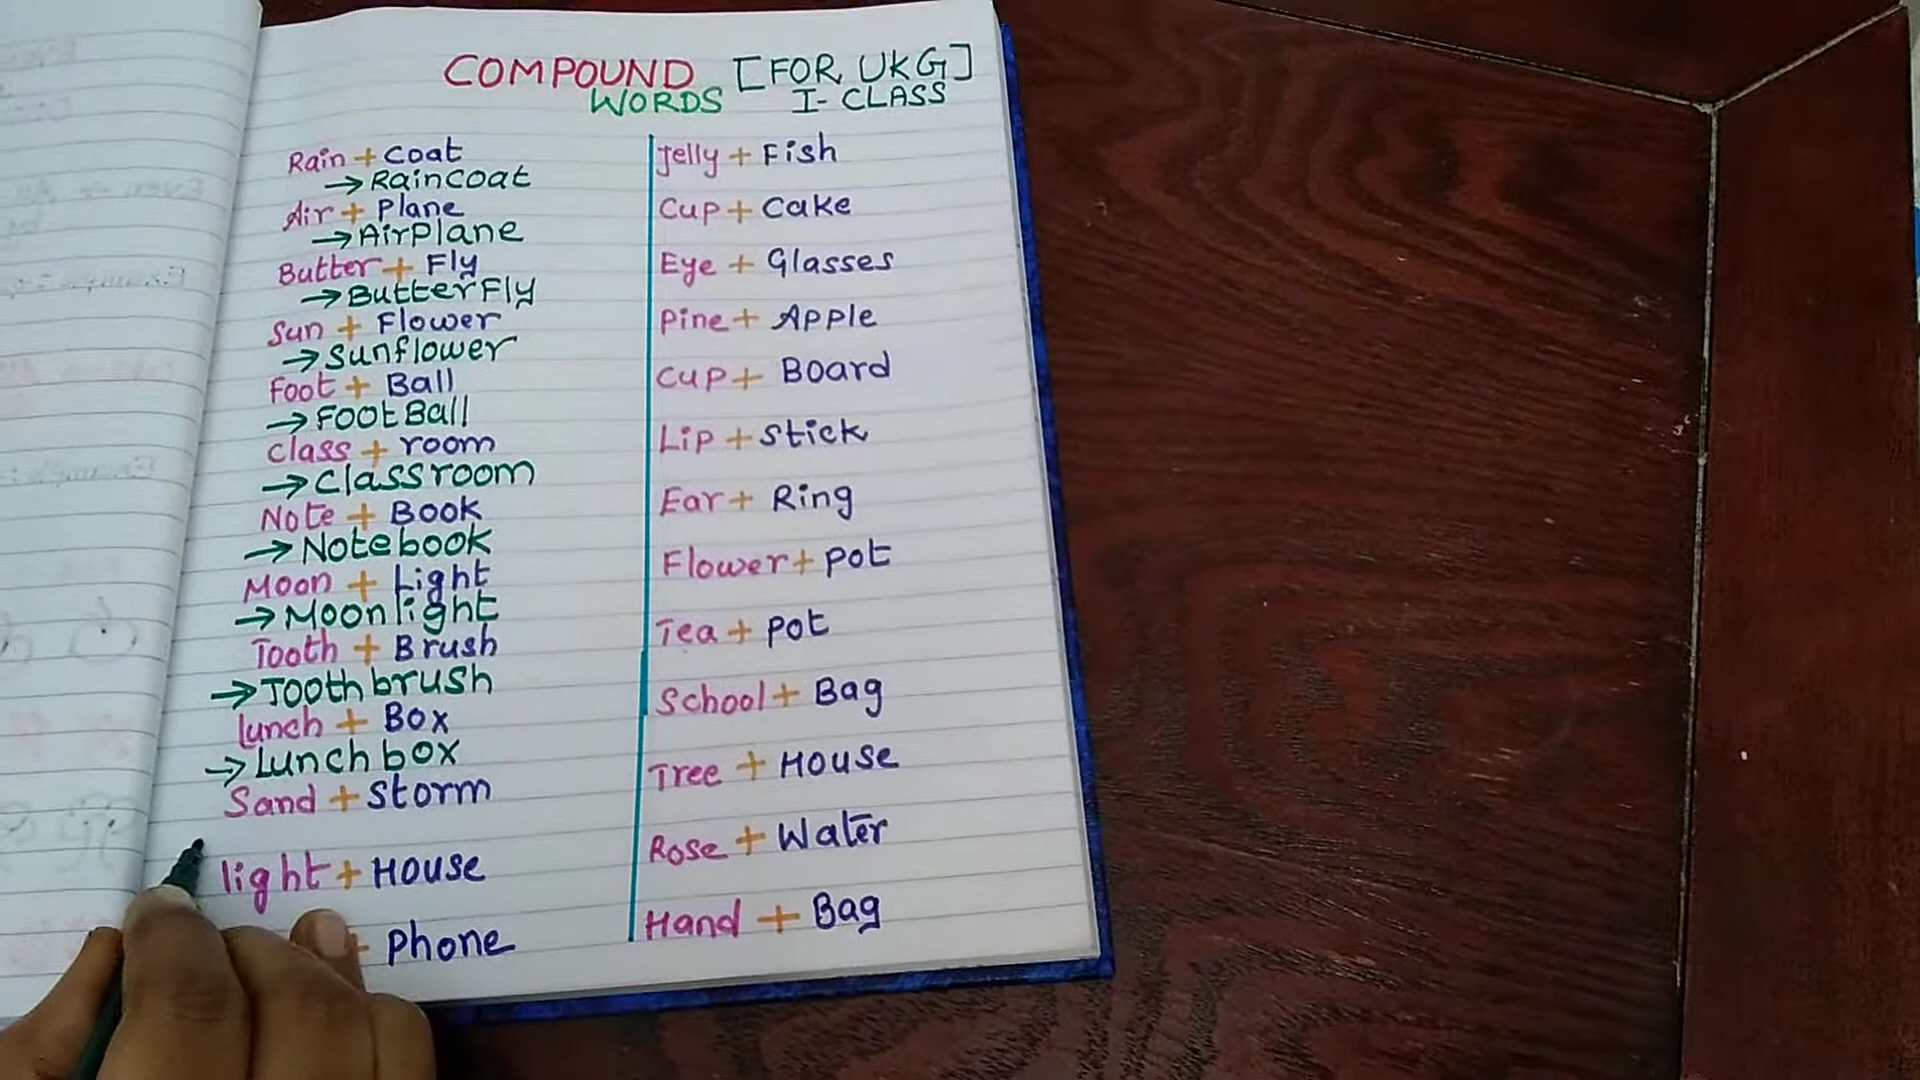 COMPOUND [FOR UKG]
WORDS I- CLASS
Rain + Coat
→ Raincoat
Air + Plane
→ AirPlane
Butter + Fly
→ ButterFly
Sun + Flower
→ Sunflower
Foot + Ball
→ FootBall
Class + room
→ Classroom
Note + Book
→ Notebook
Moon + Light
→ Moonlight
Tooth + Brush
→ Toothbrush
Lunch + Box
→ Lunchbox
Sand + Storm
light + House
+ Phone
Jelly + Fish
Cup + Cake
Eye + Glasses
Pine + Apple
Cup + Board
Lip + Stick
Ear + Ring
Flower + Pot
Tea + Pot
School + Bag
Tree + House
Rose + Water
Hand + Bag